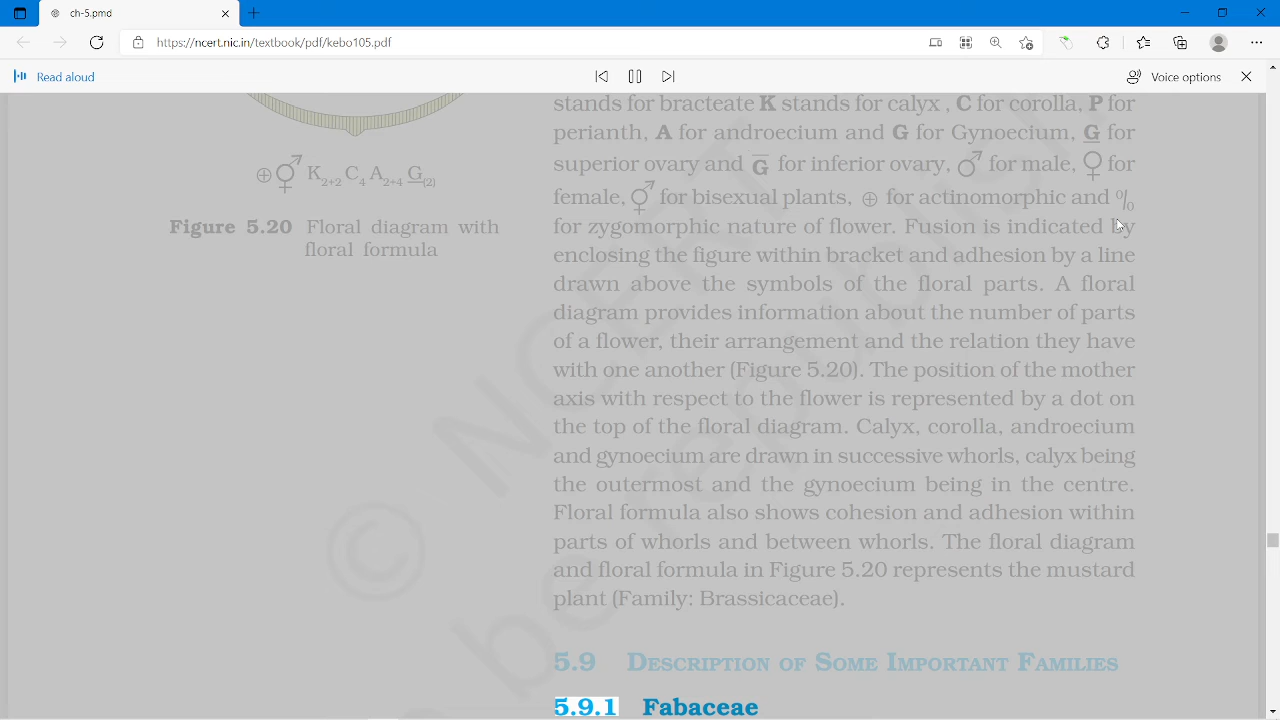 ch-5.pmd
https://ncert.nic.in/textbook/pdf/kebo105.pdf
Read aloud
Voice options
stands for bracteate K stands for calyx , C for corolla, P for
perianth, A for androecium and G for Gynoecium, G for
superior ovary and G̅ for inferior ovary, ♂ for male, ♀ for
female, ⚥ for bisexual plants, ⊕ for actinomorphic and %
for zygomorphic nature of flower. Fusion is indicated by
enclosing the figure within bracket and adhesion by a line
drawn above the symbols of the floral parts. A floral
diagram provides information about the number of parts
of a flower, their arrangement and the relation they have
with one another (Figure 5.20). The position of the mother
axis with respect to the flower is represented by a dot on
the top of the floral diagram. Calyx, corolla, androecium
and gynoecium are drawn in successive whorls, calyx being
the outermost and the gynoecium being in the centre.
Floral formula also shows cohesion and adhesion within
parts of whorls and between whorls. The floral diagram
and floral formula in Figure 5.20 represents the mustard
plant (Family: Brassicaceae).
⊕ ⚥ K2+2 C4 A2+4 G(2)
Figure 5.20 Floral diagram with
floral formula
5.9 Description of Some Important Families
5.9.1 Fabaceae
© NCERT
be republish